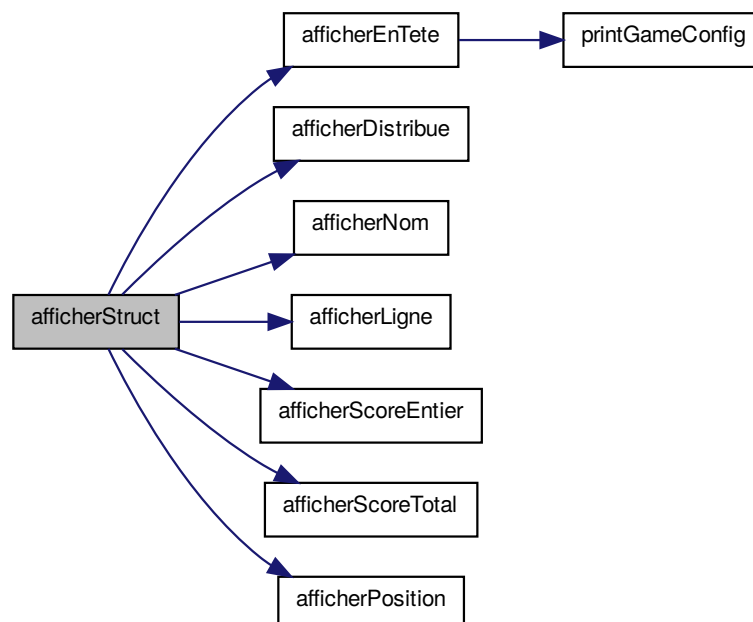 afficherEnTete
printGameConfig
afficherDistribue
afficherNom
afficherStruct
afficherLigne
afficherScoreEntier
afficherScoreTotal
afficherPosition